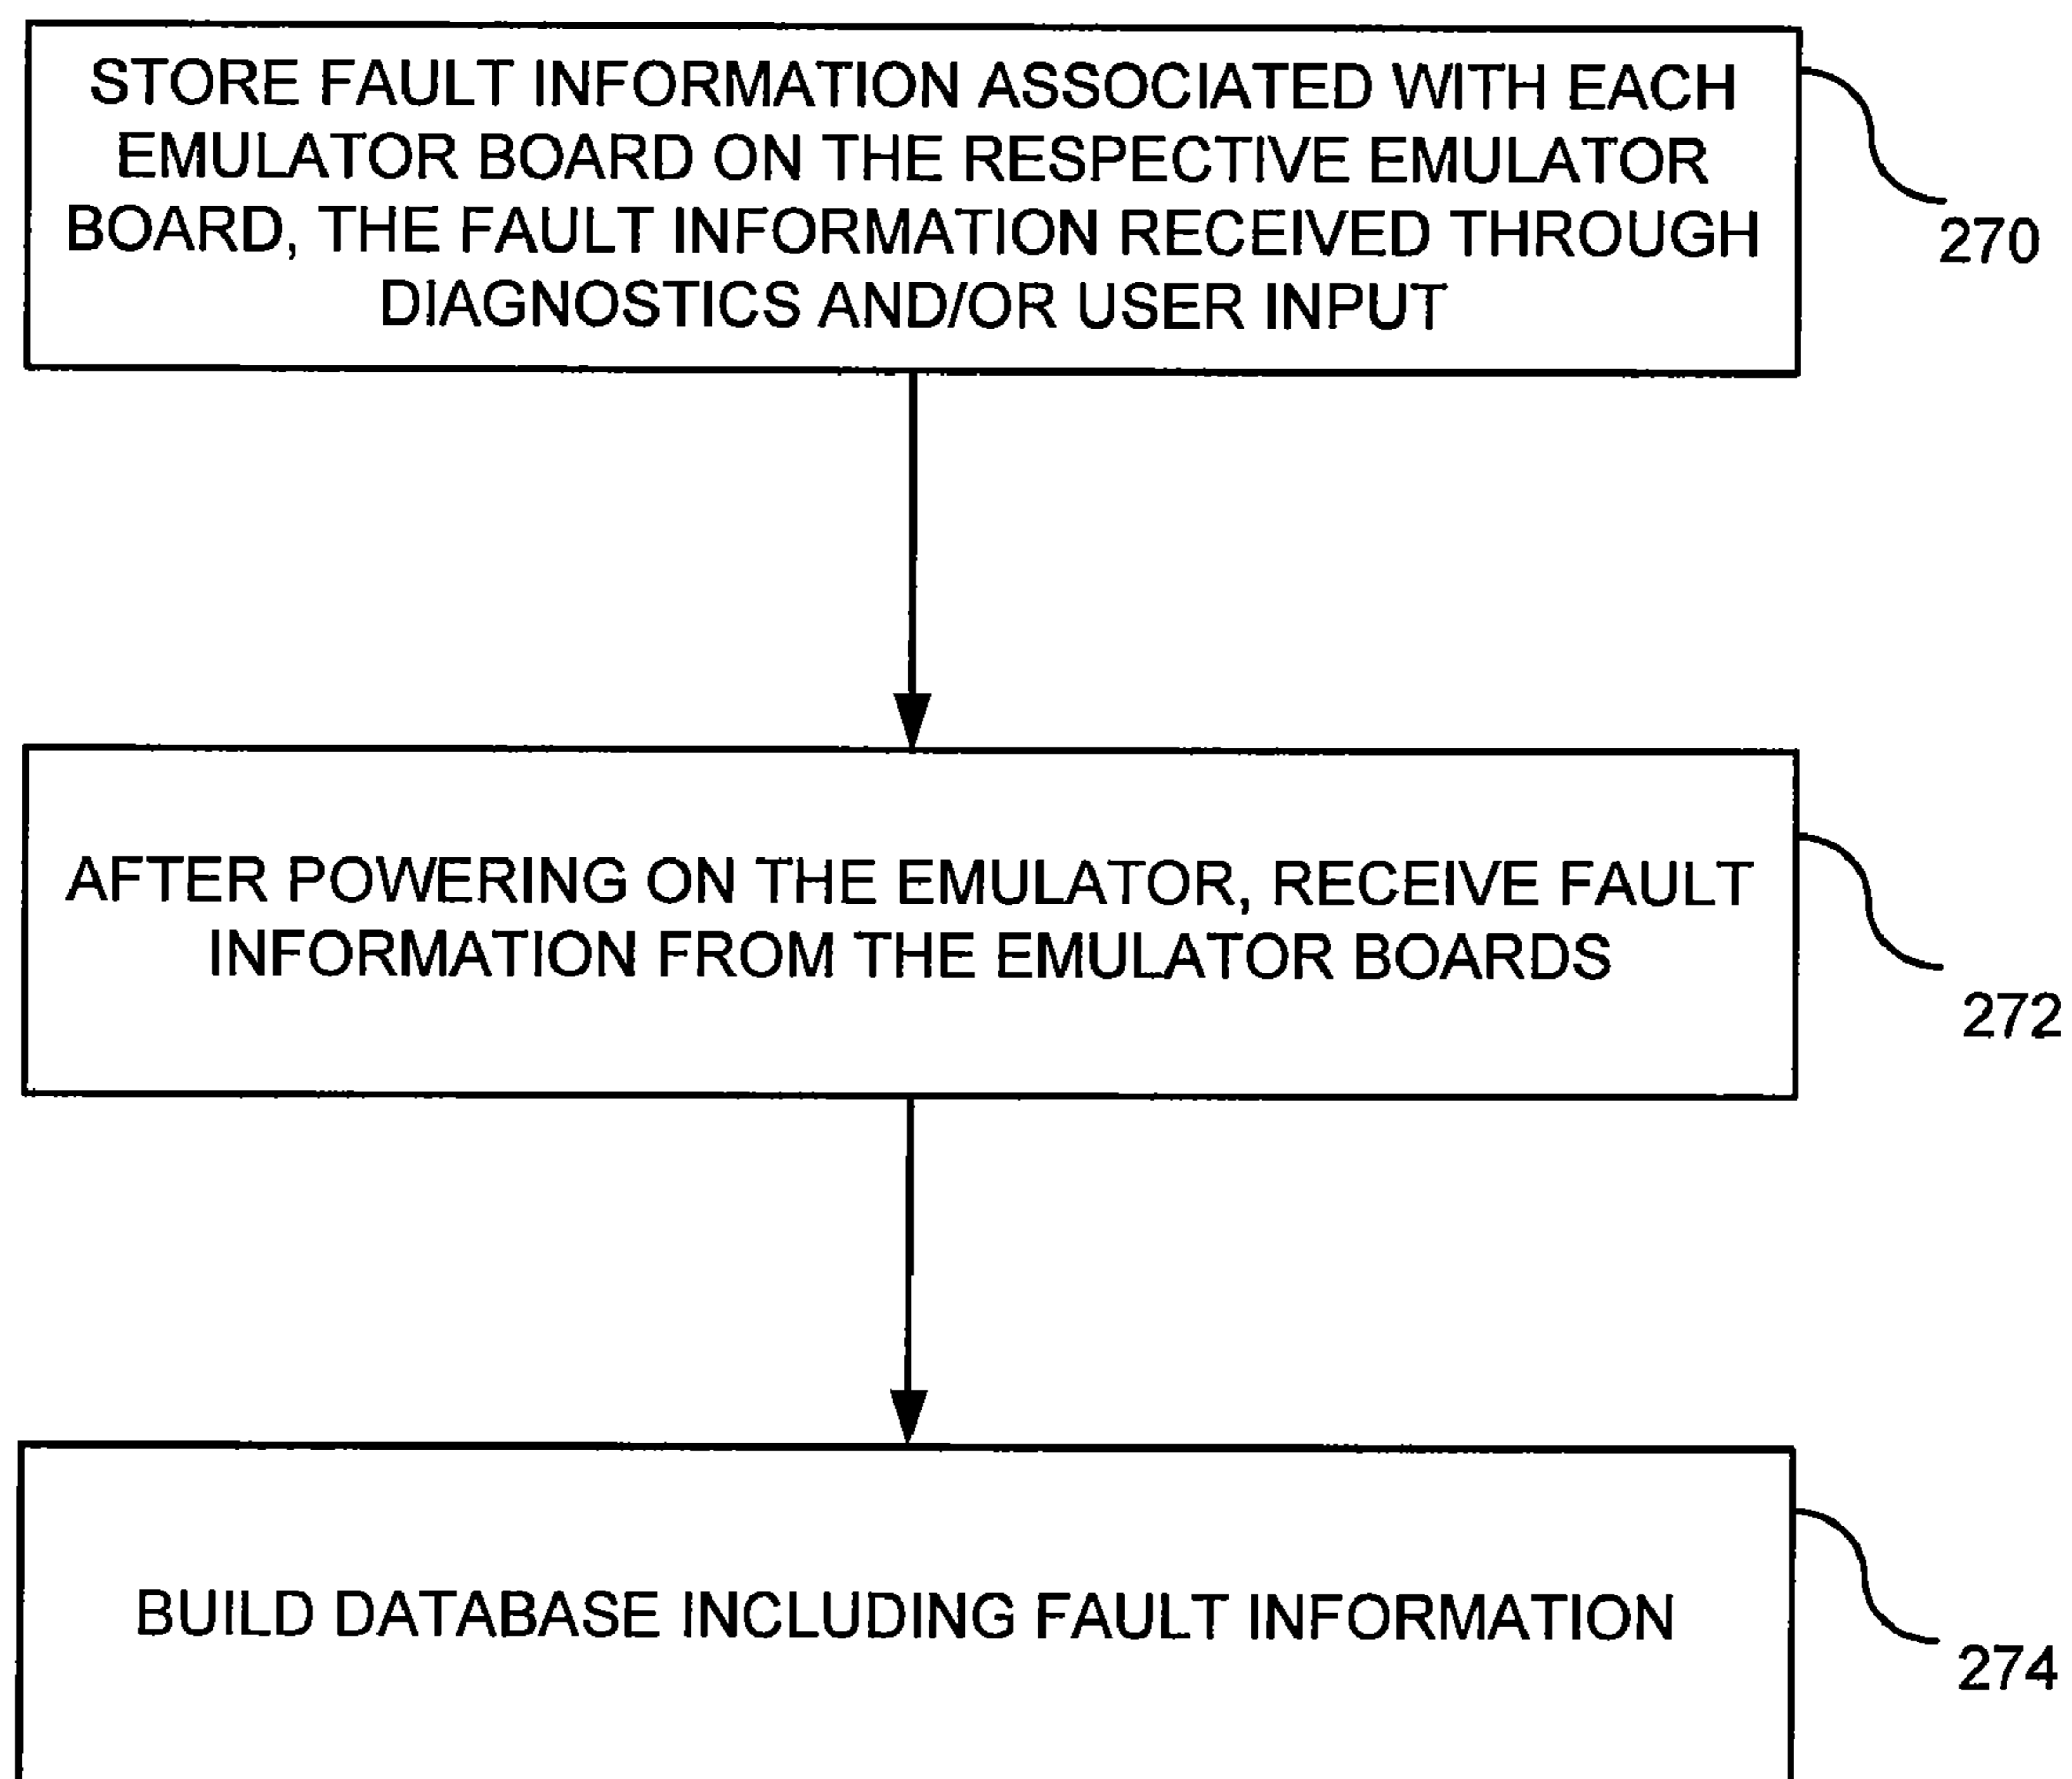 STORE FAULT INFORMATION ASSOCIATED WITH EACH
EMULATOR BOARD ON THE RESPECTIVE EMULATOR
BOARD, THE FAULT INFORMATION RECEIVED THROUGH
DIAGNOSTICS AND/OR USER INPUT
270
AFTER POWERING ON THE EMULATOR, RECEIVE FAULT
INFORMATION FROM THE EMULATOR BOARDS
272
BUILD DATABASE INCLUDING FAULT INFORMATION
274